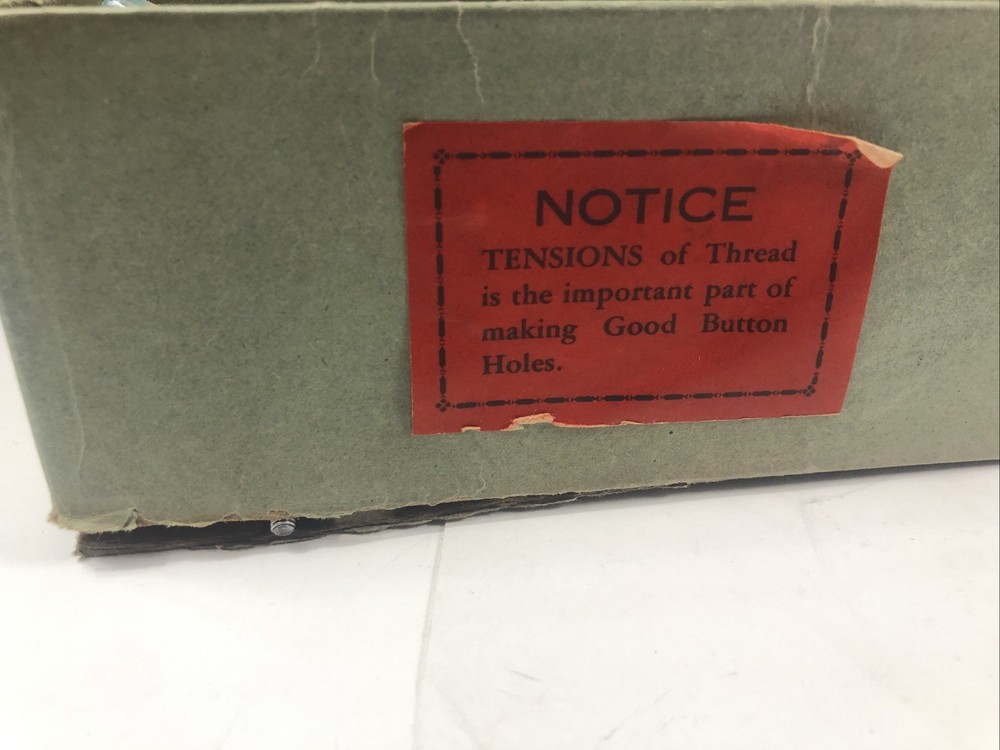 NOTICE
TENSIONS of Thread
is the important part of
making Good Button
Holes.